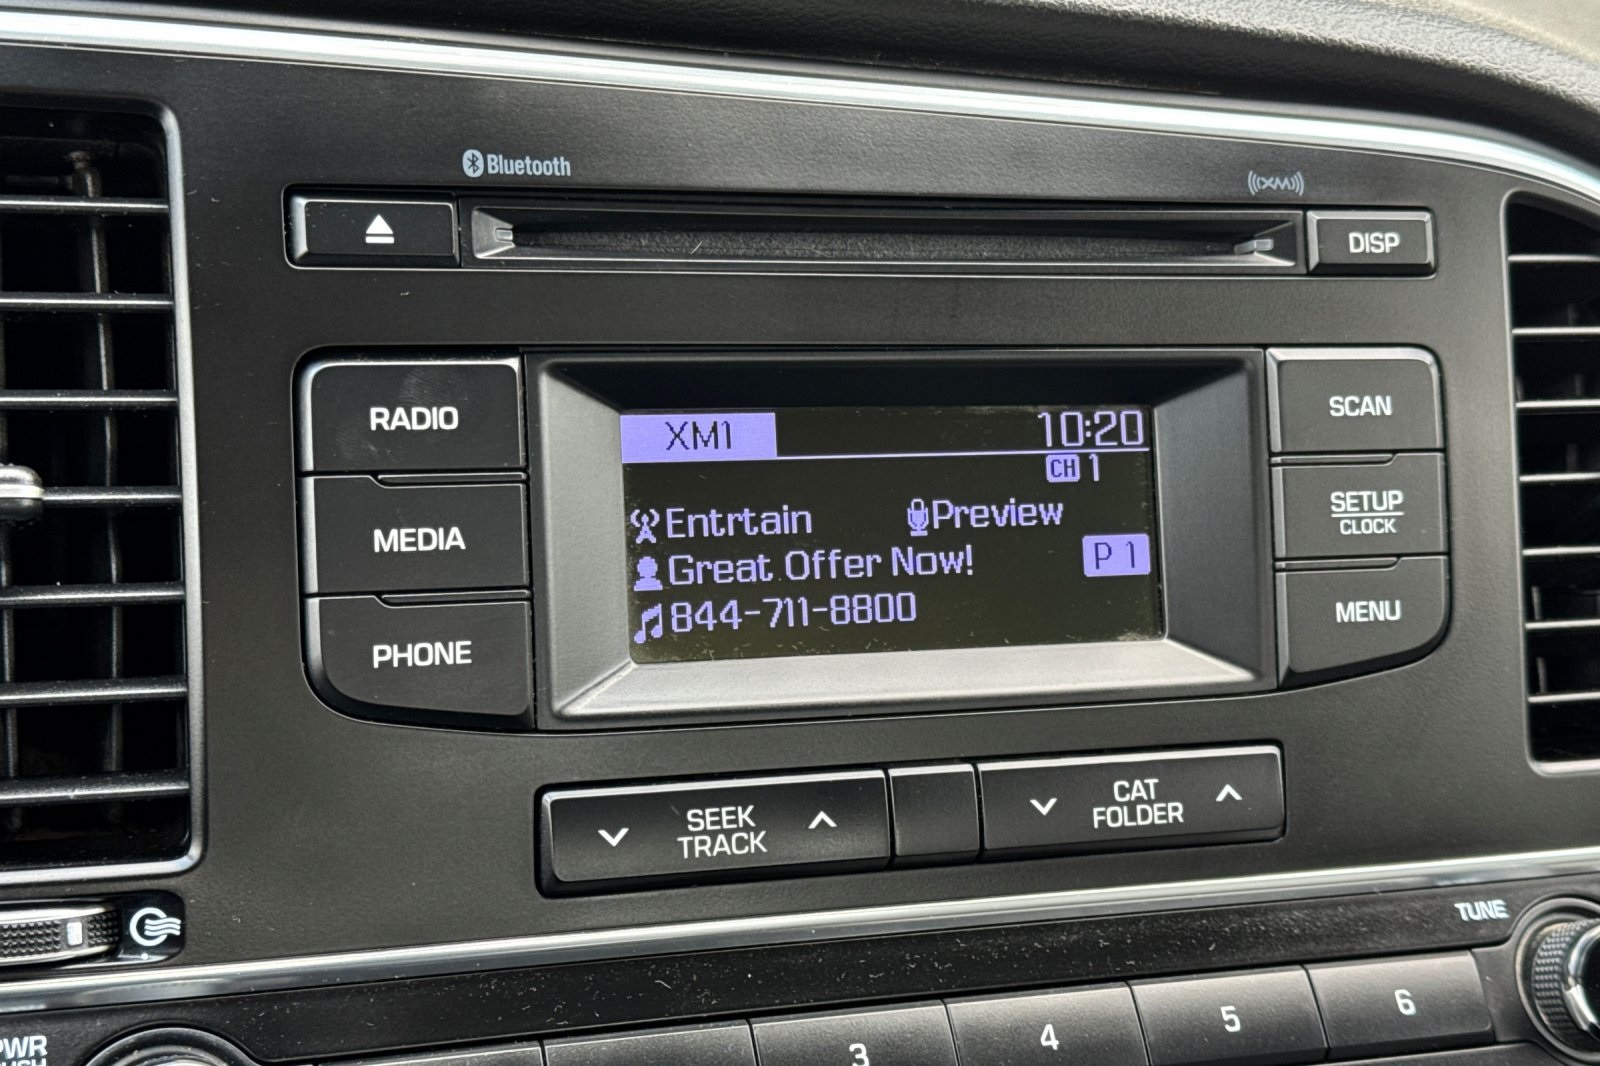 Bluetooth
((XM))
DISP
RADIO
MEDIA
PHONE
XM1
10:20
CH 1
Entrtain
Preview
Great Offer Now!
P 1
844-711-8800
SCAN
SETUP
CLOCK
MENU
SEEK
TRACK
CAT
FOLDER
TUNE
PWR
3
4
5
6